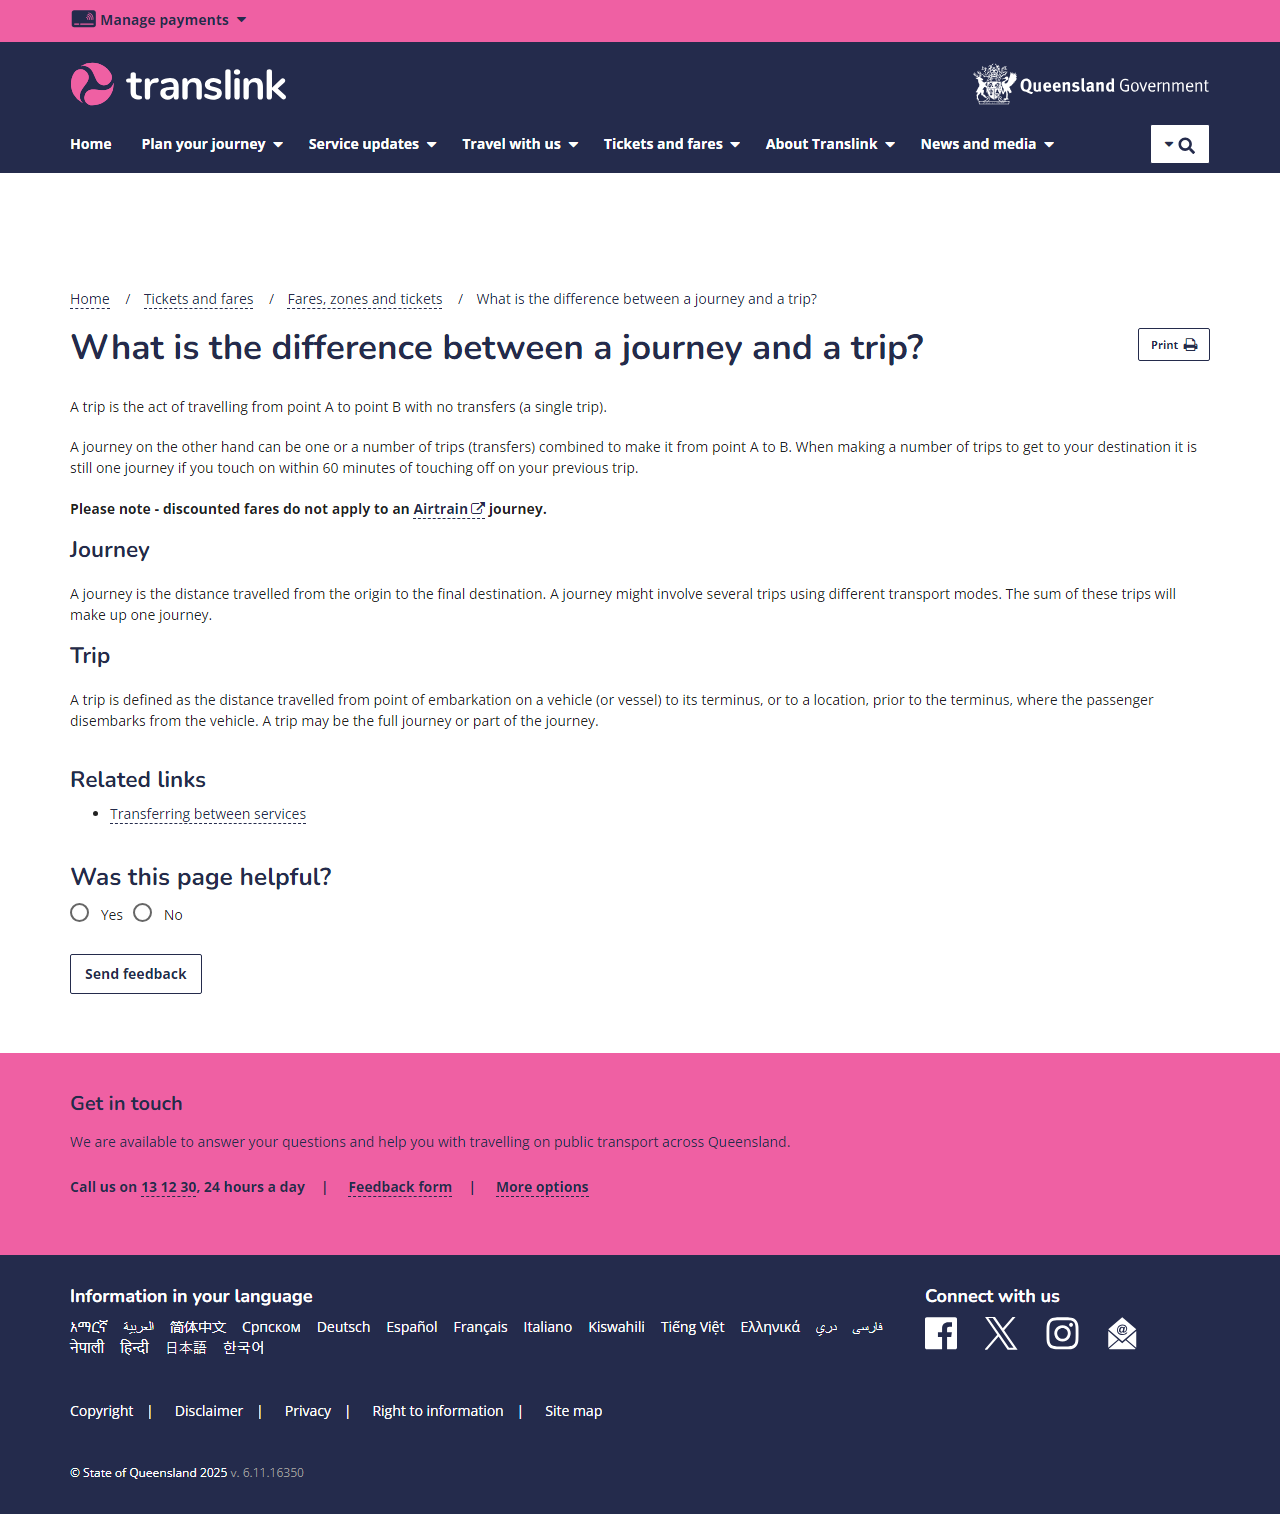 Manage payments
translink
Queensland Government
Home Plan your journey Service updates Travel with us Tickets and fares About Translink News and media
Home / Tickets and fares / Fares, zones and tickets / What is the difference between a journey and a trip?
What is the difference between a journey and a trip?
Print
A trip is the act of travelling from point A to point B with no transfers (a single trip).
A journey on the other hand can be one or a number of trips (transfers) combined to make it from point A to B. When making a number of trips to get to your destination it is
still one journey if you touch on within 60 minutes of touching off on your previous trip.
Please note - discounted fares do not apply to an Airtrain journey.
Journey
A journey is the distance travelled from the origin to the final destination. A journey might involve several trips using different transport modes. The sum of these trips will
make up one journey.
Trip
A trip is defined as the distance travelled from point of embarkation on a vehicle (or vessel) to its terminus, or to a location, prior to the terminus, where the passenger
disembarks from the vehicle. A trip may be the full journey or part of the journey.
Related links
Transferring between services
Was this page helpful?
Yes No
Send feedback
Get in touch
We are available to answer your questions and help you with travelling on public transport across Queensland.
Call us on 13 12 30, 24 hours a day | Feedback form | More options
Information in your language
አማርኛ العربية 简体中文 Српском Deutsch Español Français Italiano Kiswahili Tiếng Việt Ελληνικά دري فارسی
नेपाली हिन्दी 日本語 한국어
Connect with us
Copyright | Disclaimer | Privacy | Right to information | Site map
© State of Queensland 2025 v. 6.11.16350